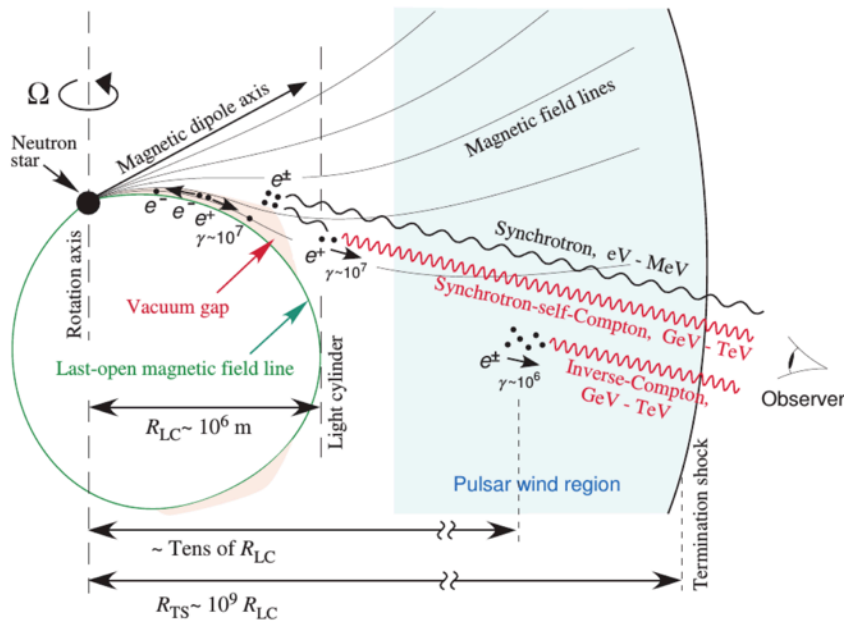 Ω
Neutron
star
Magnetic dipole axis
Magnetic field lines
e±
e⁻ e⁻ e⁺
γ~10⁷
e⁺
γ~10⁷
Synchrotron, eV - MeV
Synchrotron-self-Compton, GeV - TeV
Rotation axis
Vacuum gap
Last-open magnetic field line
Light cylinder
e±
γ~10⁶
Inverse-Compton,
GeV - TeV
Observer
R_LC ~ 10⁶ m
Pulsar wind region
Termination shock
~ Tens of R_LC
R_TS ~ 10⁹ R_LC